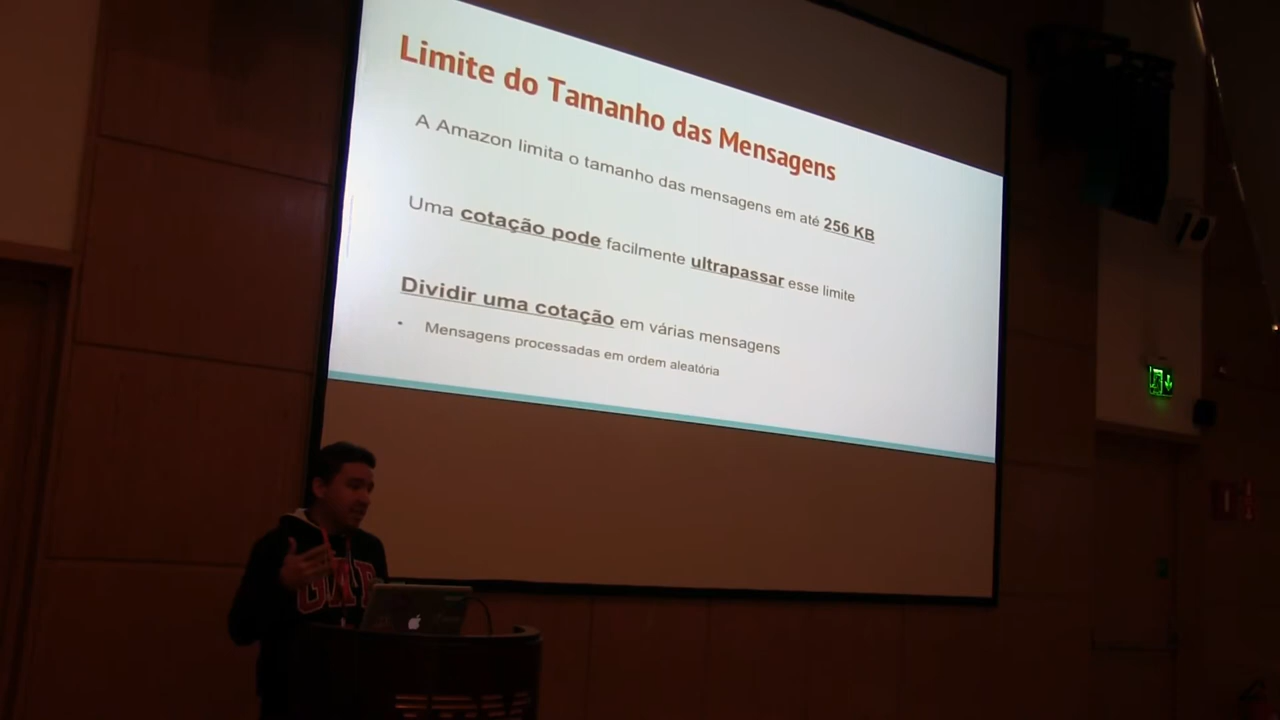 Limite do Tamanho das Mensagens
A Amazon limita o tamanho das mensagens em até 256 KB
Uma cotação pode facilmente ultrapassar esse limite
Dividir uma cotação em várias mensagens
• Mensagens processadas em ordem aleatória
GAP